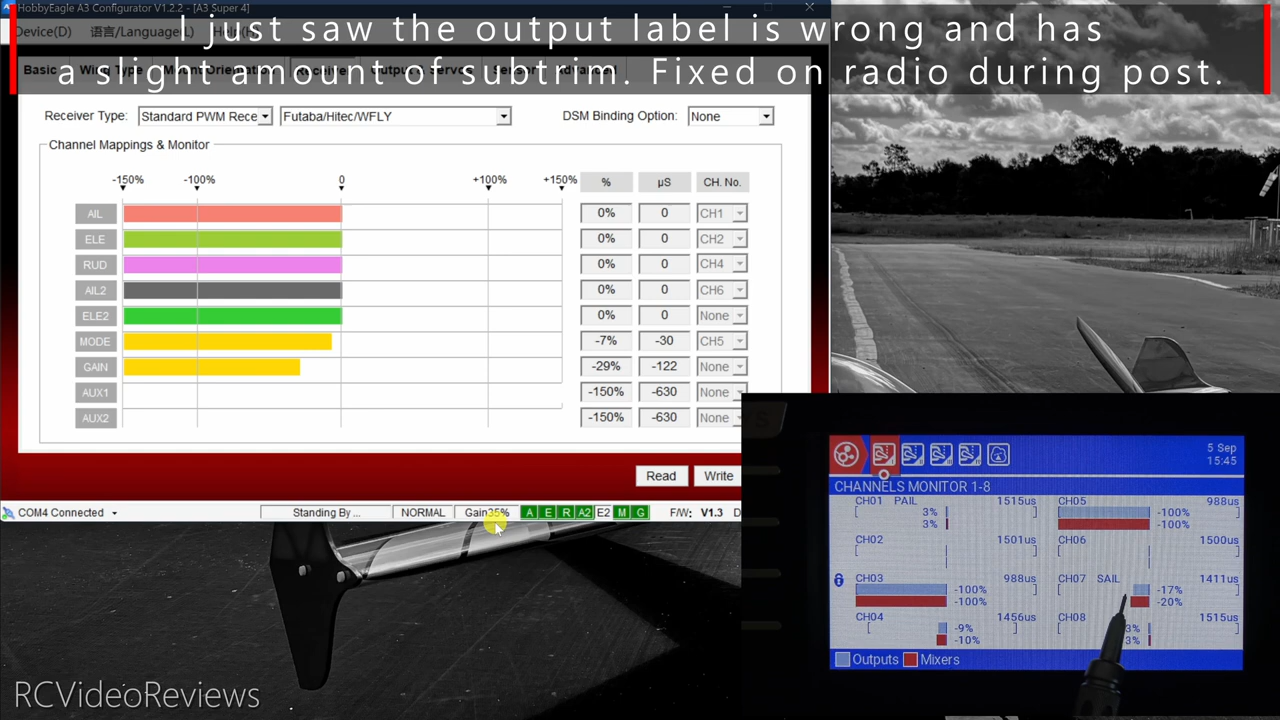 HobbyEagle A3 Configurator V1.2.2 - [A3 Super 4]
I just saw the output label is wrong and has
a slight amount of subtrim. Fixed on radio during post.
Device(D) 语言/Language(L)
Receiver Type: Standard PWM Rece Futaba/Hitec/WFLY DSM Binding Option: None
Channel Mappings & Monitor
-150% -100% 0 +100% +150% % µS CH. No.
AIL 0% 0 CH1
ELE 0% 0 CH2
RUD 0% 0 CH4
AIL2 0% 0 CH6
ELE2 0% 0 None
MODE -7% -30 CH5
GAIN -29% -122 None
AUX1 -150% -630 None
AUX2 -150% -630 None
Read Write
COM4 Connected Standing By ... NORMAL Gain35% A E R A2 E2 M G F/W: V1.3
5 Sep
15:45
CHANNELS MONITOR 1-8
CH01 PAIL 1515us CH05 988us
3% -100%
3% -100%
CH02 1501us CH06 1500us
CH03 988us CH07 SAIL 1411us
-100% -17%
-100% -20%
CH04 1456us CH08 1515us
-9% 3%
-10% 3%
Outputs Mixers
RCVideoReviews